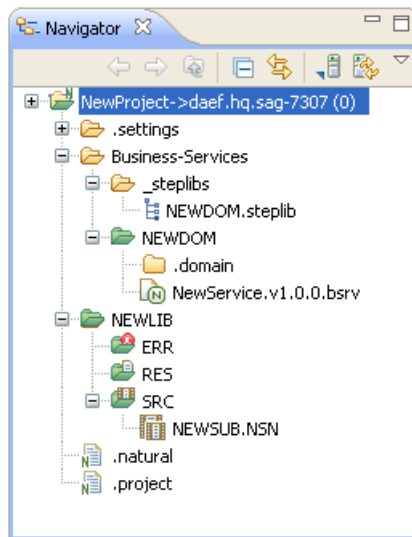 Navigator
NewProject->daef.hq.sag-7307 (0)
.settings
Business-Services
_steplibs
NEWDOM.steplib
NEWDOM
.domain
NewService.v1.0.0.bsrv
NEWLIB
ERR
RES
SRC
NEWSUB.NSN
.natural
.project